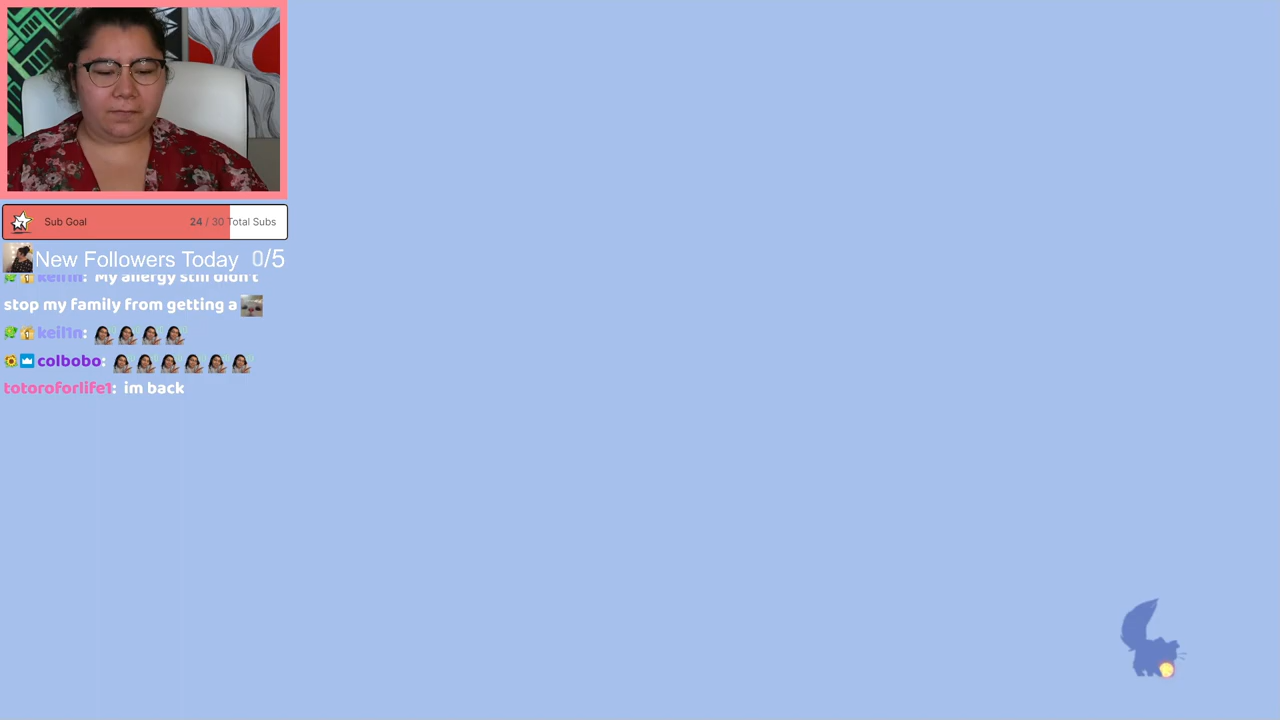 Sub Goal 24 / 30 Total Subs
New Followers Today 0/5
keil1n: My allergy still didn't
stop my family from getting a
keil1n:
colbobo:
totoroforlife1: im back